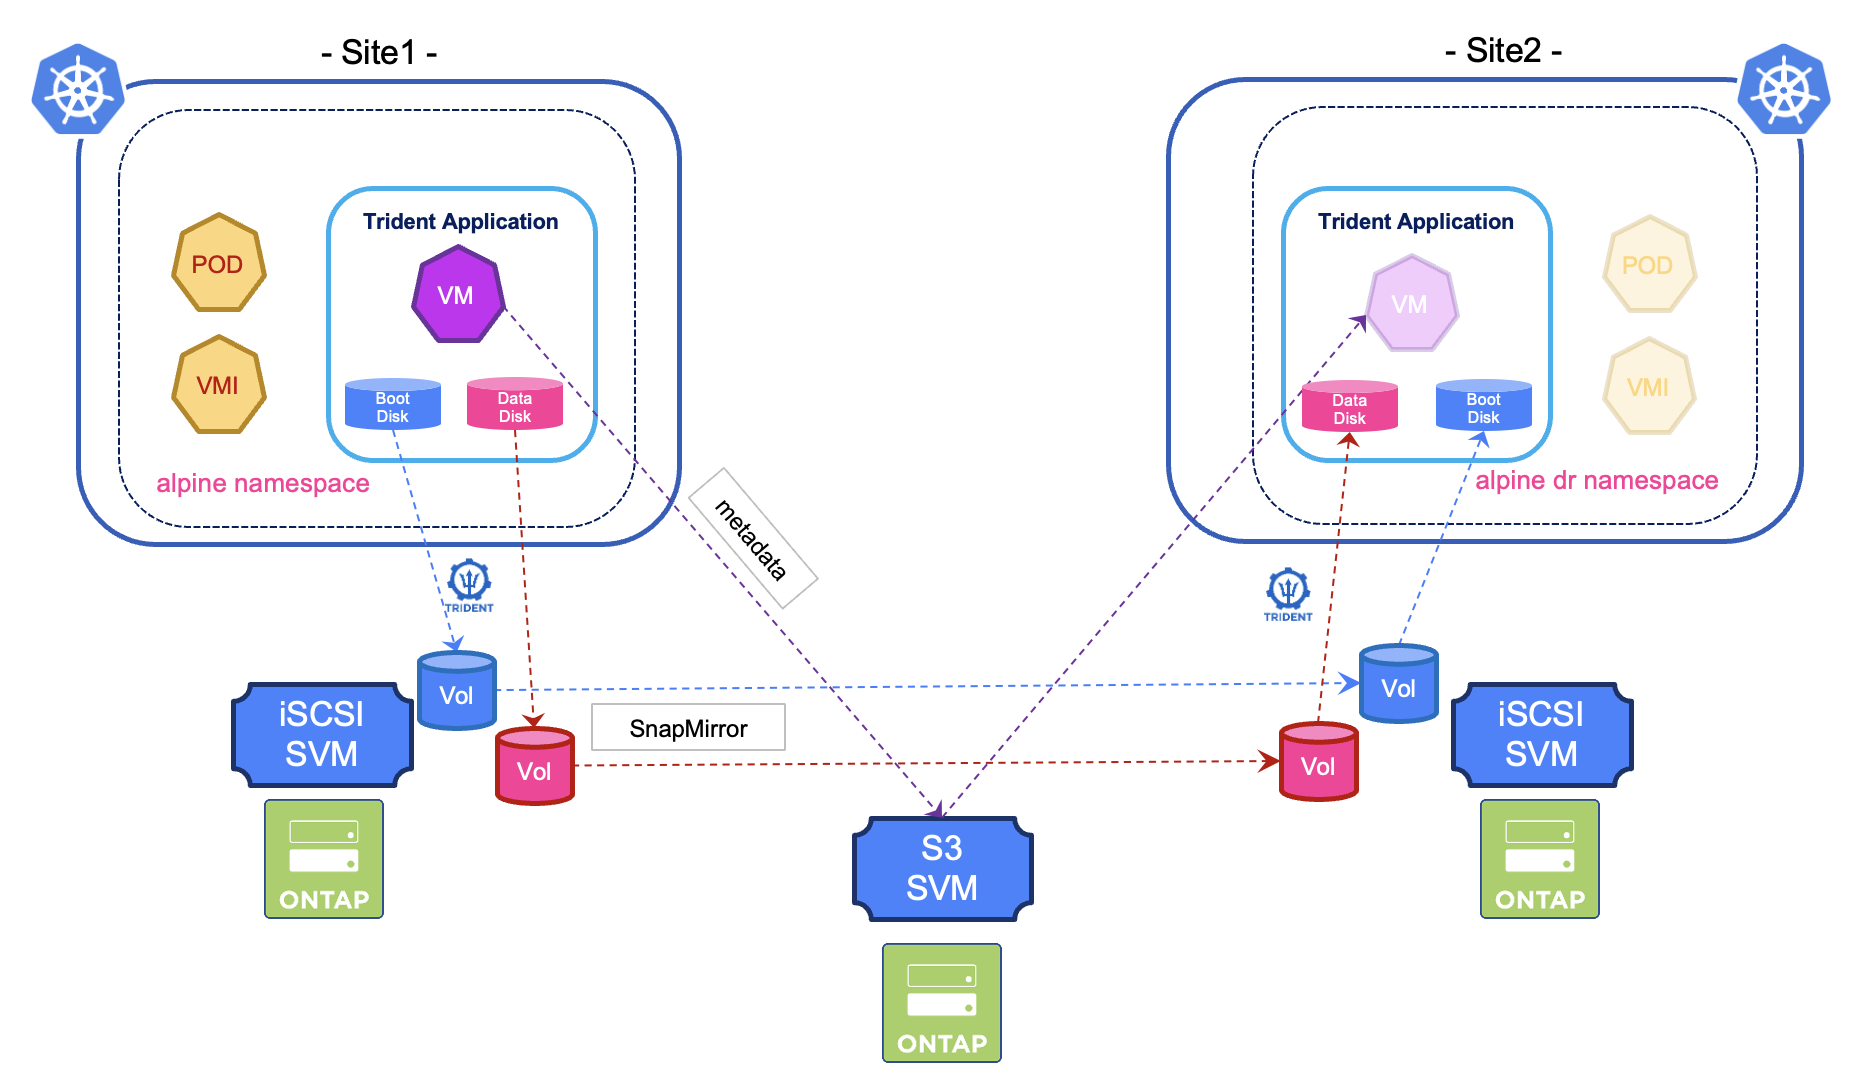 - Site1 -
- Site2 -
Trident Application
POD
VM
VMI
Boot
Disk
Data
Disk
alpine namespace
Trident Application
VM
POD
VMI
Data
Disk
Boot
Disk
alpine dr namespace
metadata
TRIDENT
TRIDENT
Vol
iSCSI
SVM
SnapMirror
Vol
Vol
Vol
iSCSI
SVM
ONTAP
S3
SVM
ONTAP
ONTAP